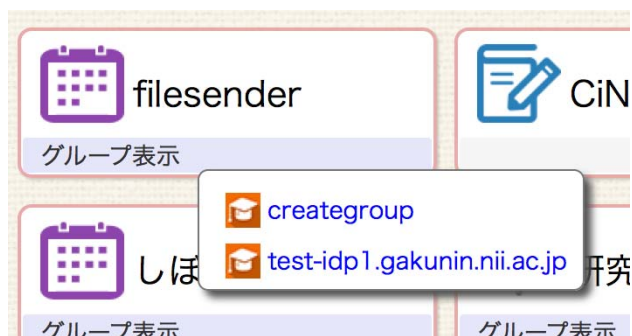 filesender
CiN
グループ表示
creategroup
test-idp1.gakunin.nii.ac.jp
しぼ
研究
グループ表示
グループ表示